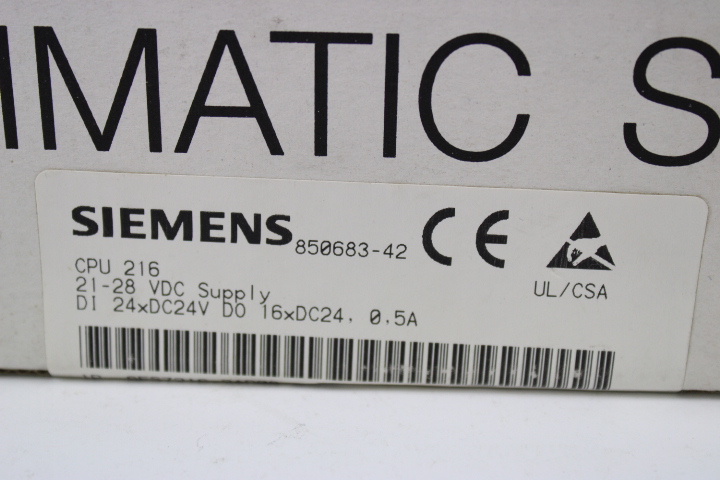 IMATIC S
SIEMENS 850683-42 CE
CPU 216
21-28 VDC Supply
DI 24xDC24V DO 16xDC24, 0,5A
UL/CSA